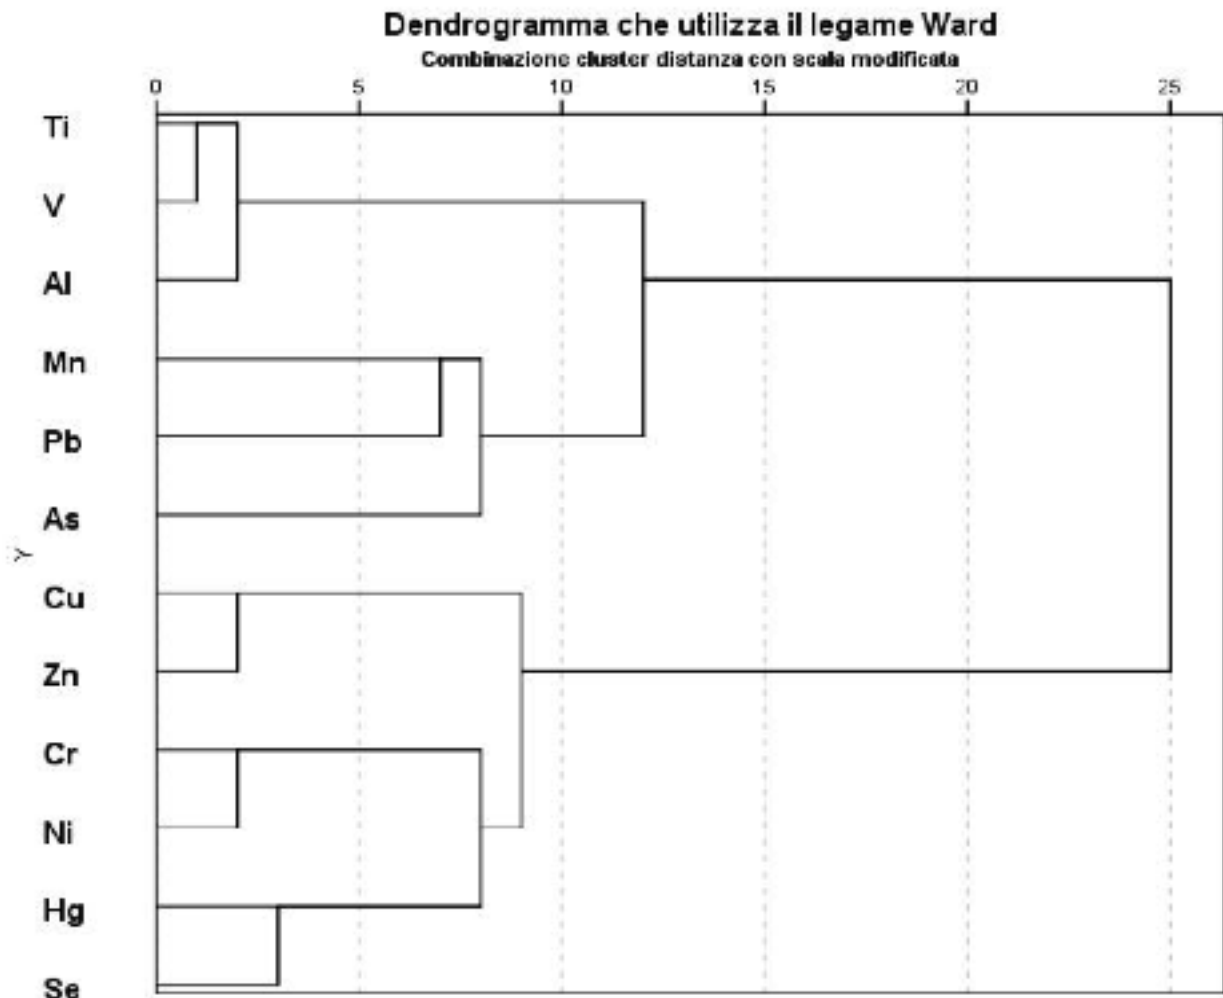 Dendrogramma che utilizza il legame Ward
Combinazione cluster distanza con scala modificata
0 5 10 15 20 25
Ti
V
Al
Mn
Pb
As
Y
Cu
Zn
Cr
Ni
Hg
Se